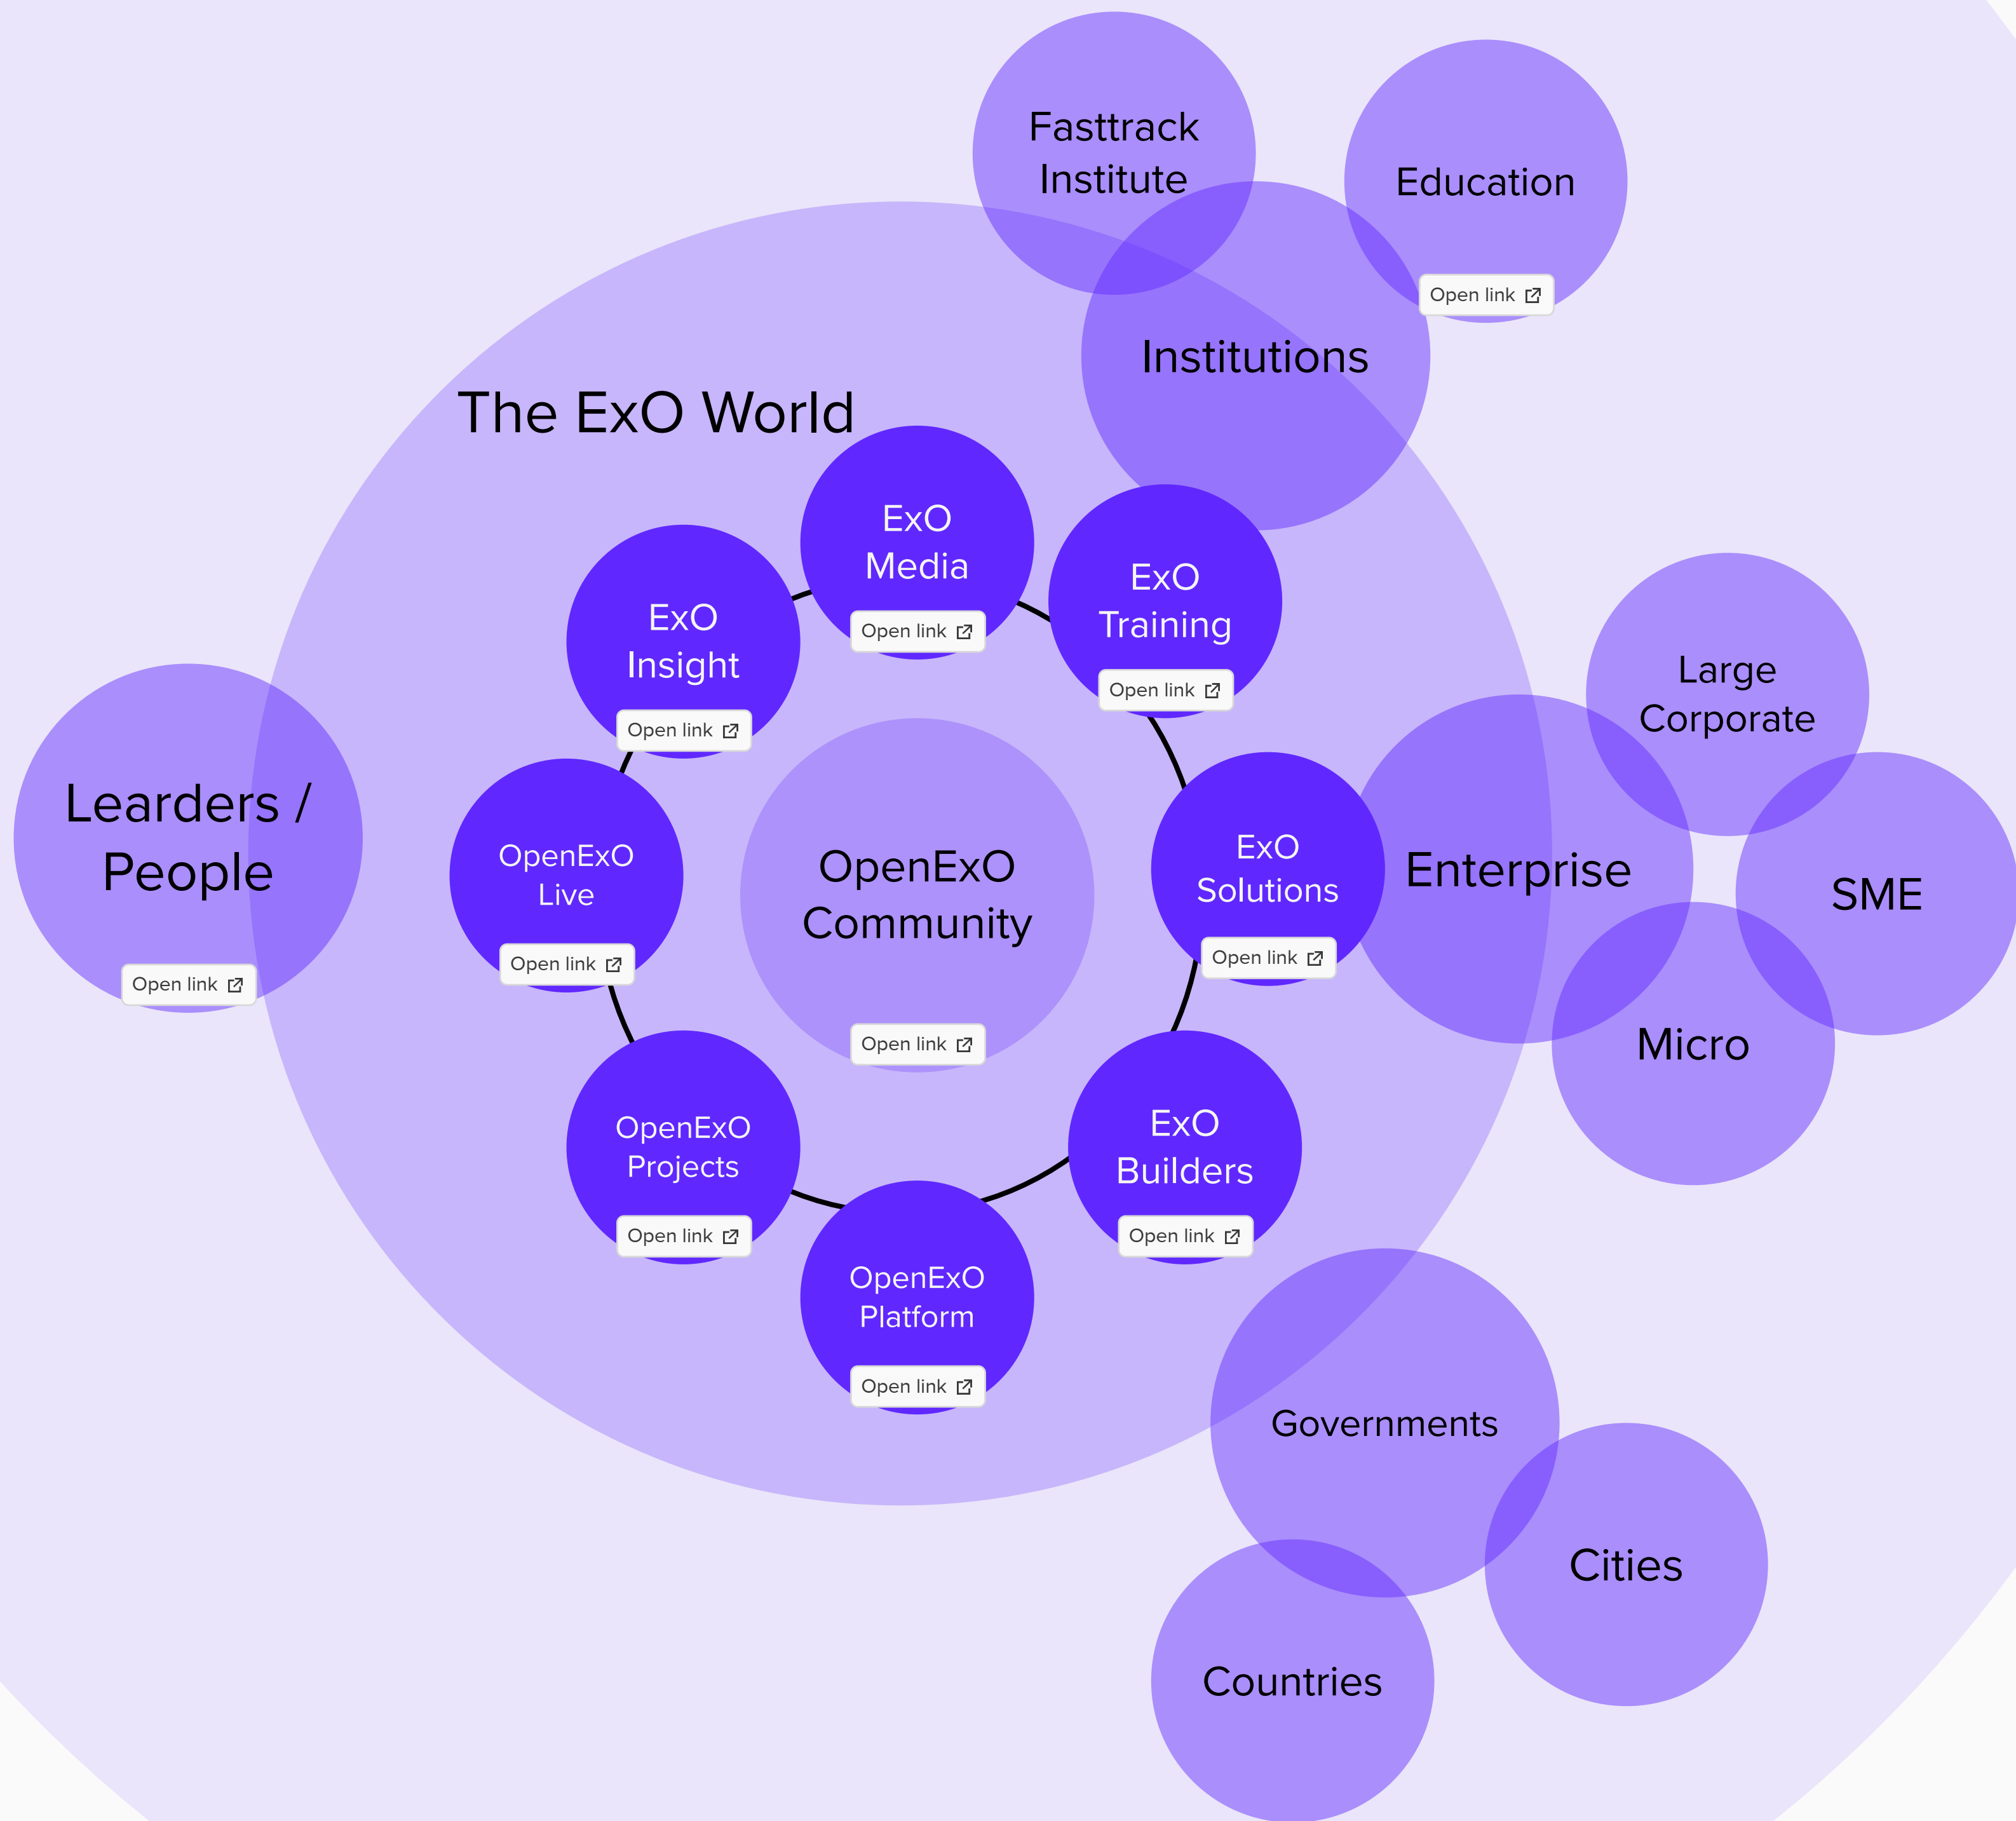 Fasttrack
Institute
Education
Open link
Institutions
The ExO World
ExO
Media
Open link
ExO
Training
Open link
ExO
Insight
Open link
Large
Corporate
Learders /
People
Open link
OpenExO
Live
Open link
OpenExO
Community
Open link
ExO
Solutions
Open link
Enterprise
SME
Micro
OpenExO
Projects
Open link
ExO
Builders
Open link
OpenExO
Platform
Open link
Governments
Cities
Countries